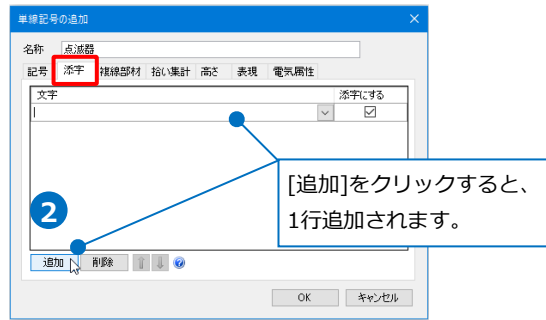 単線記号の追加
名称 点滅器
記号 添字 複線部材 拾い集計 高さ 表現 電気属性
文字 添字にする
[追加]をクリックすると、
1行追加されます。
2
追加 削除
OK キャンセル